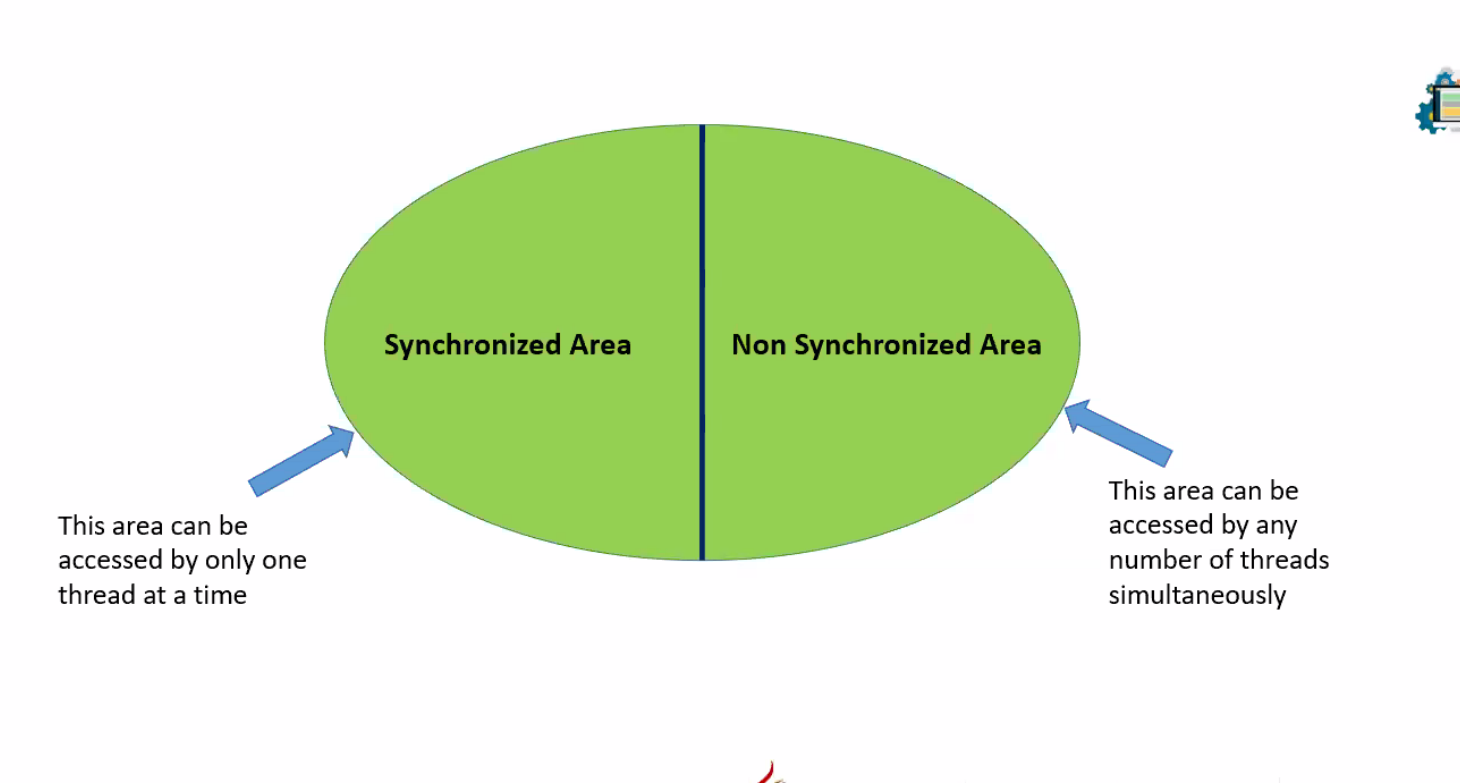 Synchronized Area
Non Synchronized Area
This area can be
accessed by only one
thread at a time
This area can be
accessed by any
number of threads
simultaneously